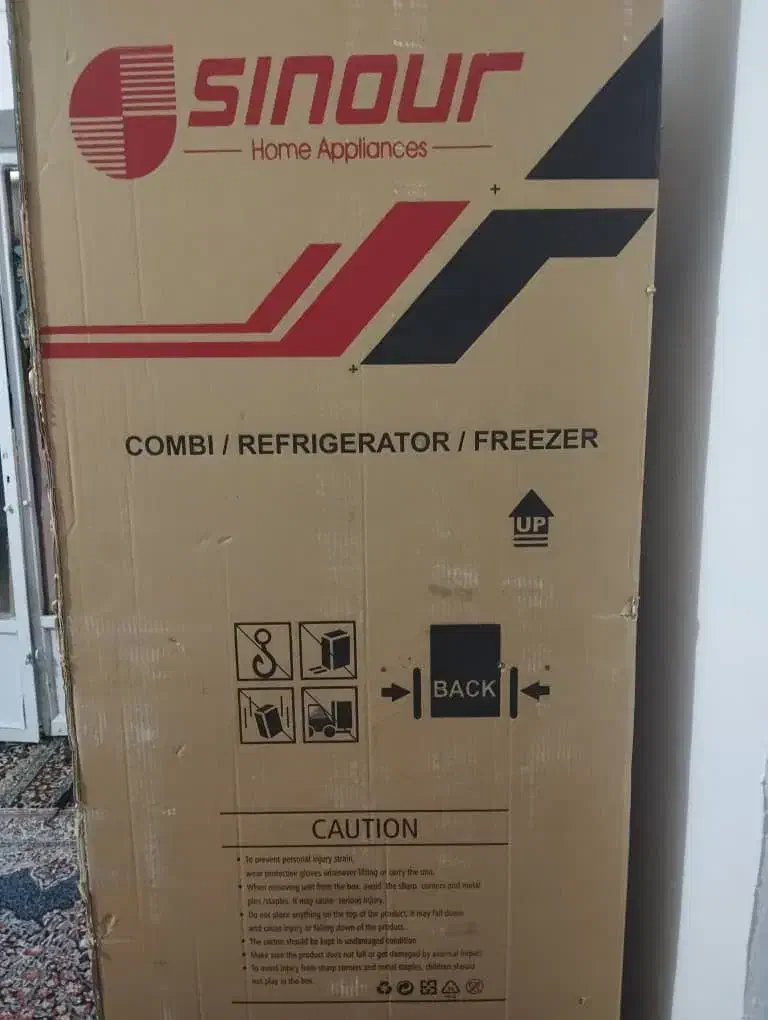 sinour
Home Appliances
COMBI / REFRIGERATOR / FREEZER
UP
BACK
CAUTION
• To prevent personal injury strain,
wear protective gloves whenever lifting or carry the unit.
• When removing unit from the box, avoid the sharp, corners and metal
pins /staples. It may cause serious injury.
• Do not place anything on the top of the product, it may fall down
and cause injury or falling down of the product.
• The carton should be kept in undamaged condition
• Make sure the product does not fall or get damaged by external impact
• To avoid injury from sharp corners and metal staples, children should
not play in the box.